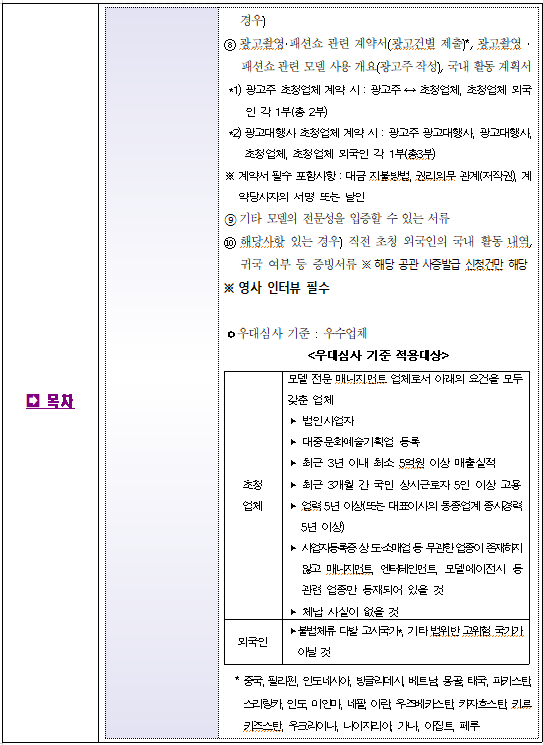 경우)
⑧ 광고촬영·패션쇼 관련 계약서(광고건별 제출)*, 광고촬영·
패션쇼 관련 모델 사용 개요(광고주 작성), 국내 활동 계획서
*1) 광고주 초청업체 계약 시 : 광고주 ↔ 초청업체, 초청업체 외국
인 각 1부(총 2부)
*2) 광고대행사 초청업체 계약 시 : 광고주 광고대행사, 광고대행사,
초청업체, 초청업체 외국인 각 1부(총3부)
※ 계약서 필수 포함사항 : 대금 지불방법, 권리의무 관계(저작권), 계
약당사자의 서명 또는 날인
⑨ 기타 모델의 전문성을 입증할 수 있는 서류
⑩ 해당사항 있는 경우) 직전 초청 외국인의 국내 활동 내역,
귀국 여부 등 증빙서류 ※ 해당 공관 사증발급 신청건만 해당
※ 영사 인터뷰 필수
ㅇ우대심사 기준 : 우수업체
<우대심사 기준 적용대상>
➲ 목차
초청
업체
모델 전문 매니지먼트 업체로서 아래의 요건을 모두
갖춘 업체
➤ 법인사업자
➤ 대중문화예술기획업 등록
➤ 최근 3년 이내 최소 5억원 이상 매출실적
➤ 최근 3개월 간 국민 상시근로자 5인 이상 고용
➤ 업력 5년 이상(또는 대표이사의 동종업계 종사경력
5년 이상)
➤ 사업자등록증 상 도·소매업 등 무관한 업종이 존재하지
않고 매니지먼트, 엔터테인먼트, 모델에이전시 등
관련 업종만 등재되어 있을 것
➤ 체납 사실이 없을 것
외국인
➤불법체류 다발 고시국가*, 기타 법위반 고위험 국가가
아닐 것
* 중국, 필리핀, 인도네시아, 방글라데시, 베트남, 몽골, 태국, 파키스탄,
스리랑카, 인도, 미얀마, 네팔, 이란, 우즈베키스탄, 카자흐스탄, 키르
키즈스탄, 우크라이나, 나이지리아, 가나, 이집트, 페루